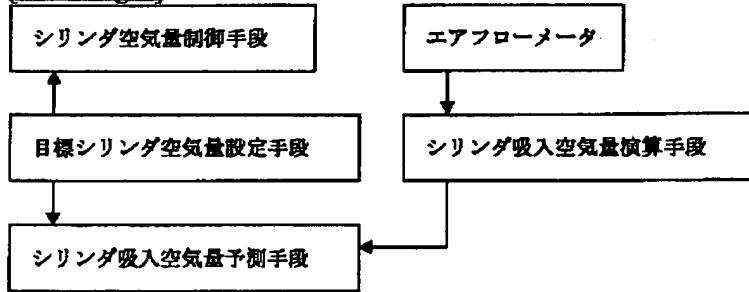 シリンダ空気量制御手段
エアフローメータ
目標シリンダ空気量設定手段
シリンダ吸入空気量演算手段
シリンダ吸入空気量予測手段